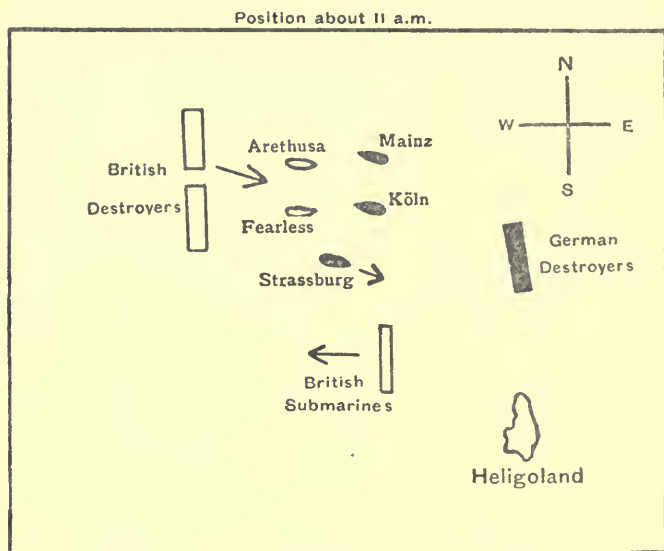 Position about 11 a.m.
N
W
E
S
Arethusa
Mainz
British
Destroyers
Fearless
Köln
Strassburg
German
Destroyers
British
Submarines
Heligoland